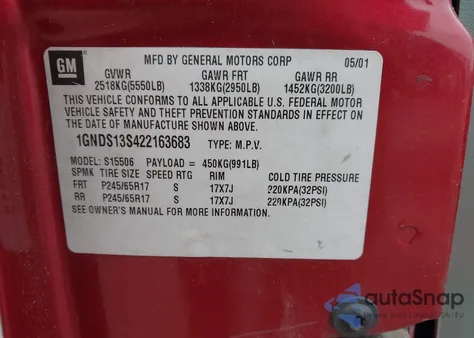 GM
MFD BY GENERAL MOTORS CORP 05/01
GVWR GAWR FRT GAWR RR
2518KG(5550LB) 1338KG(2950LB) 1452KG(3200LB)
THIS VEHICLE CONFORMS TO ALL APPLICABLE U.S. FEDERAL MOTOR
VEHICLE SAFETY AND THEFT PREVENTION STANDARDS IN EFFECT ON
THE DATE OF MANUFACTURE SHOWN ABOVE.
1GNDS13S422163683 TYPE: M.P.V.
MODEL: S15506 PAYLOAD = 450KG(991LB)
SPMK TIRE SIZE SPEED RTG RIM COLD TIRE PRESSURE
FRT P245/65R17 S 17X7J 220KPA(32PSI)
RR P245/65R17 S 17X7J 220KPA(32PSI)
SEE OWNER'S MANUAL FOR MORE INFORMATION.
autaSnap